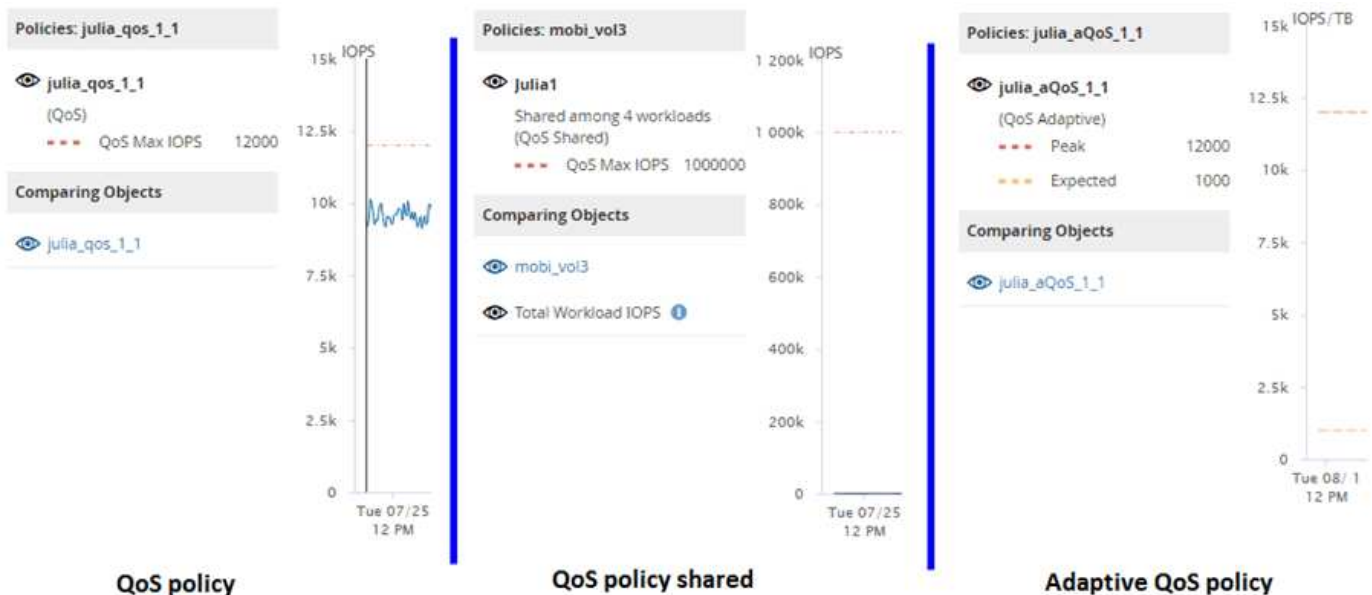 Policies: julia_qos_1_1
julia_qos_1_1
(QoS)
QoS Max IOPS 12000
Comparing Objects
julia_qos_1_1
IOPS
15k
12.5k
10k
7.5k
5k
2.5k
0
Tue 07/25
12 PM
QoS policy
Policies: mobi_vol3
Julia1
Shared among 4 workloads
(QoS Shared)
QoS Max IOPS 1000000
Comparing Objects
mobi_vol3
Total Workload IOPS i
IOPS
1 200k
1 000k
800k
600k
400k
200k
0
Tue 07/25
12 PM
QoS policy shared
Policies: julia_aQoS_1_1
julia_aQoS_1_1
(QoS Adaptive)
Peak 12000
Expected 1000
Comparing Objects
julia_aQoS_1_1
IOPS/TB
15k
12.5k
10k
7.5k
5k
2.5k
0
Tue 08/ 1
12 PM
Adaptive QoS policy